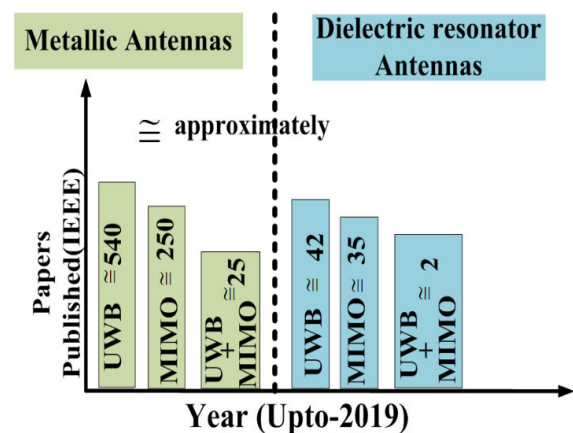 Metallic Antennas
Dielectric resonator
Antennas
≅ approximately
Papers
Published(IEEE)
UWB ≅ 540
MIMO ≅ 250
UWB
+
MIMO
≅ 25
UWB ≅ 42
MIMO ≅ 35
UWB
+
MIMO
≅ 2
Year (Upto-2019)